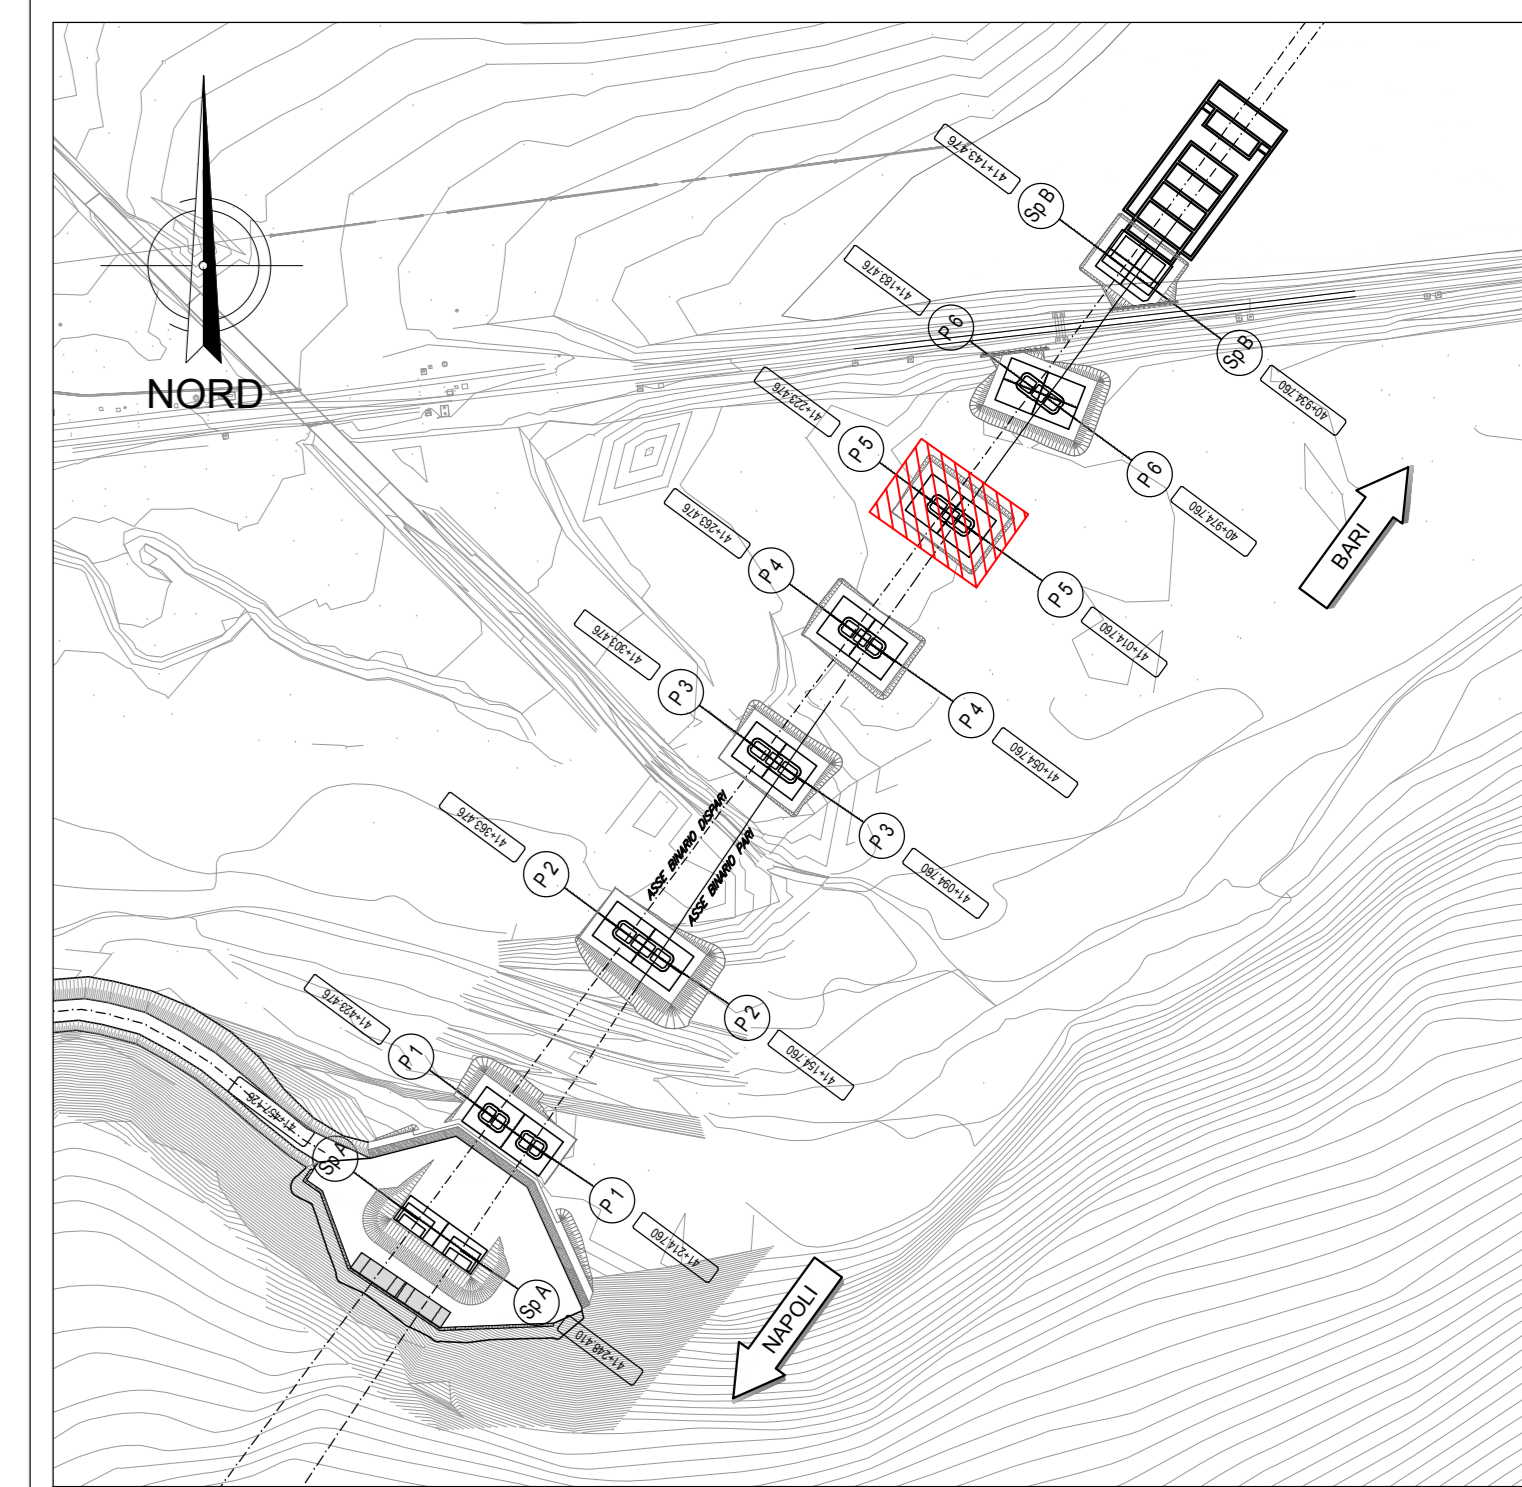 41+143.476
Sp B
41+183.476
P 6
NORD
Sp B
40+934.760
41+223.476
P 5
P 6
40+974.760
BARI
41+263.476
P 4
P 5
41+014.760
41+303.476
P 3
P 4
41+054.760
ASSE BINARIO DISPARI
ASSE BINARIO PARI
41+363.476
P 2
P 3
41+094.760
41+423.476
P 1
P 2
41+154.760
41+457.126
Sp A
P 1
41+214.760
Sp A
41+248.410
NAPOLI